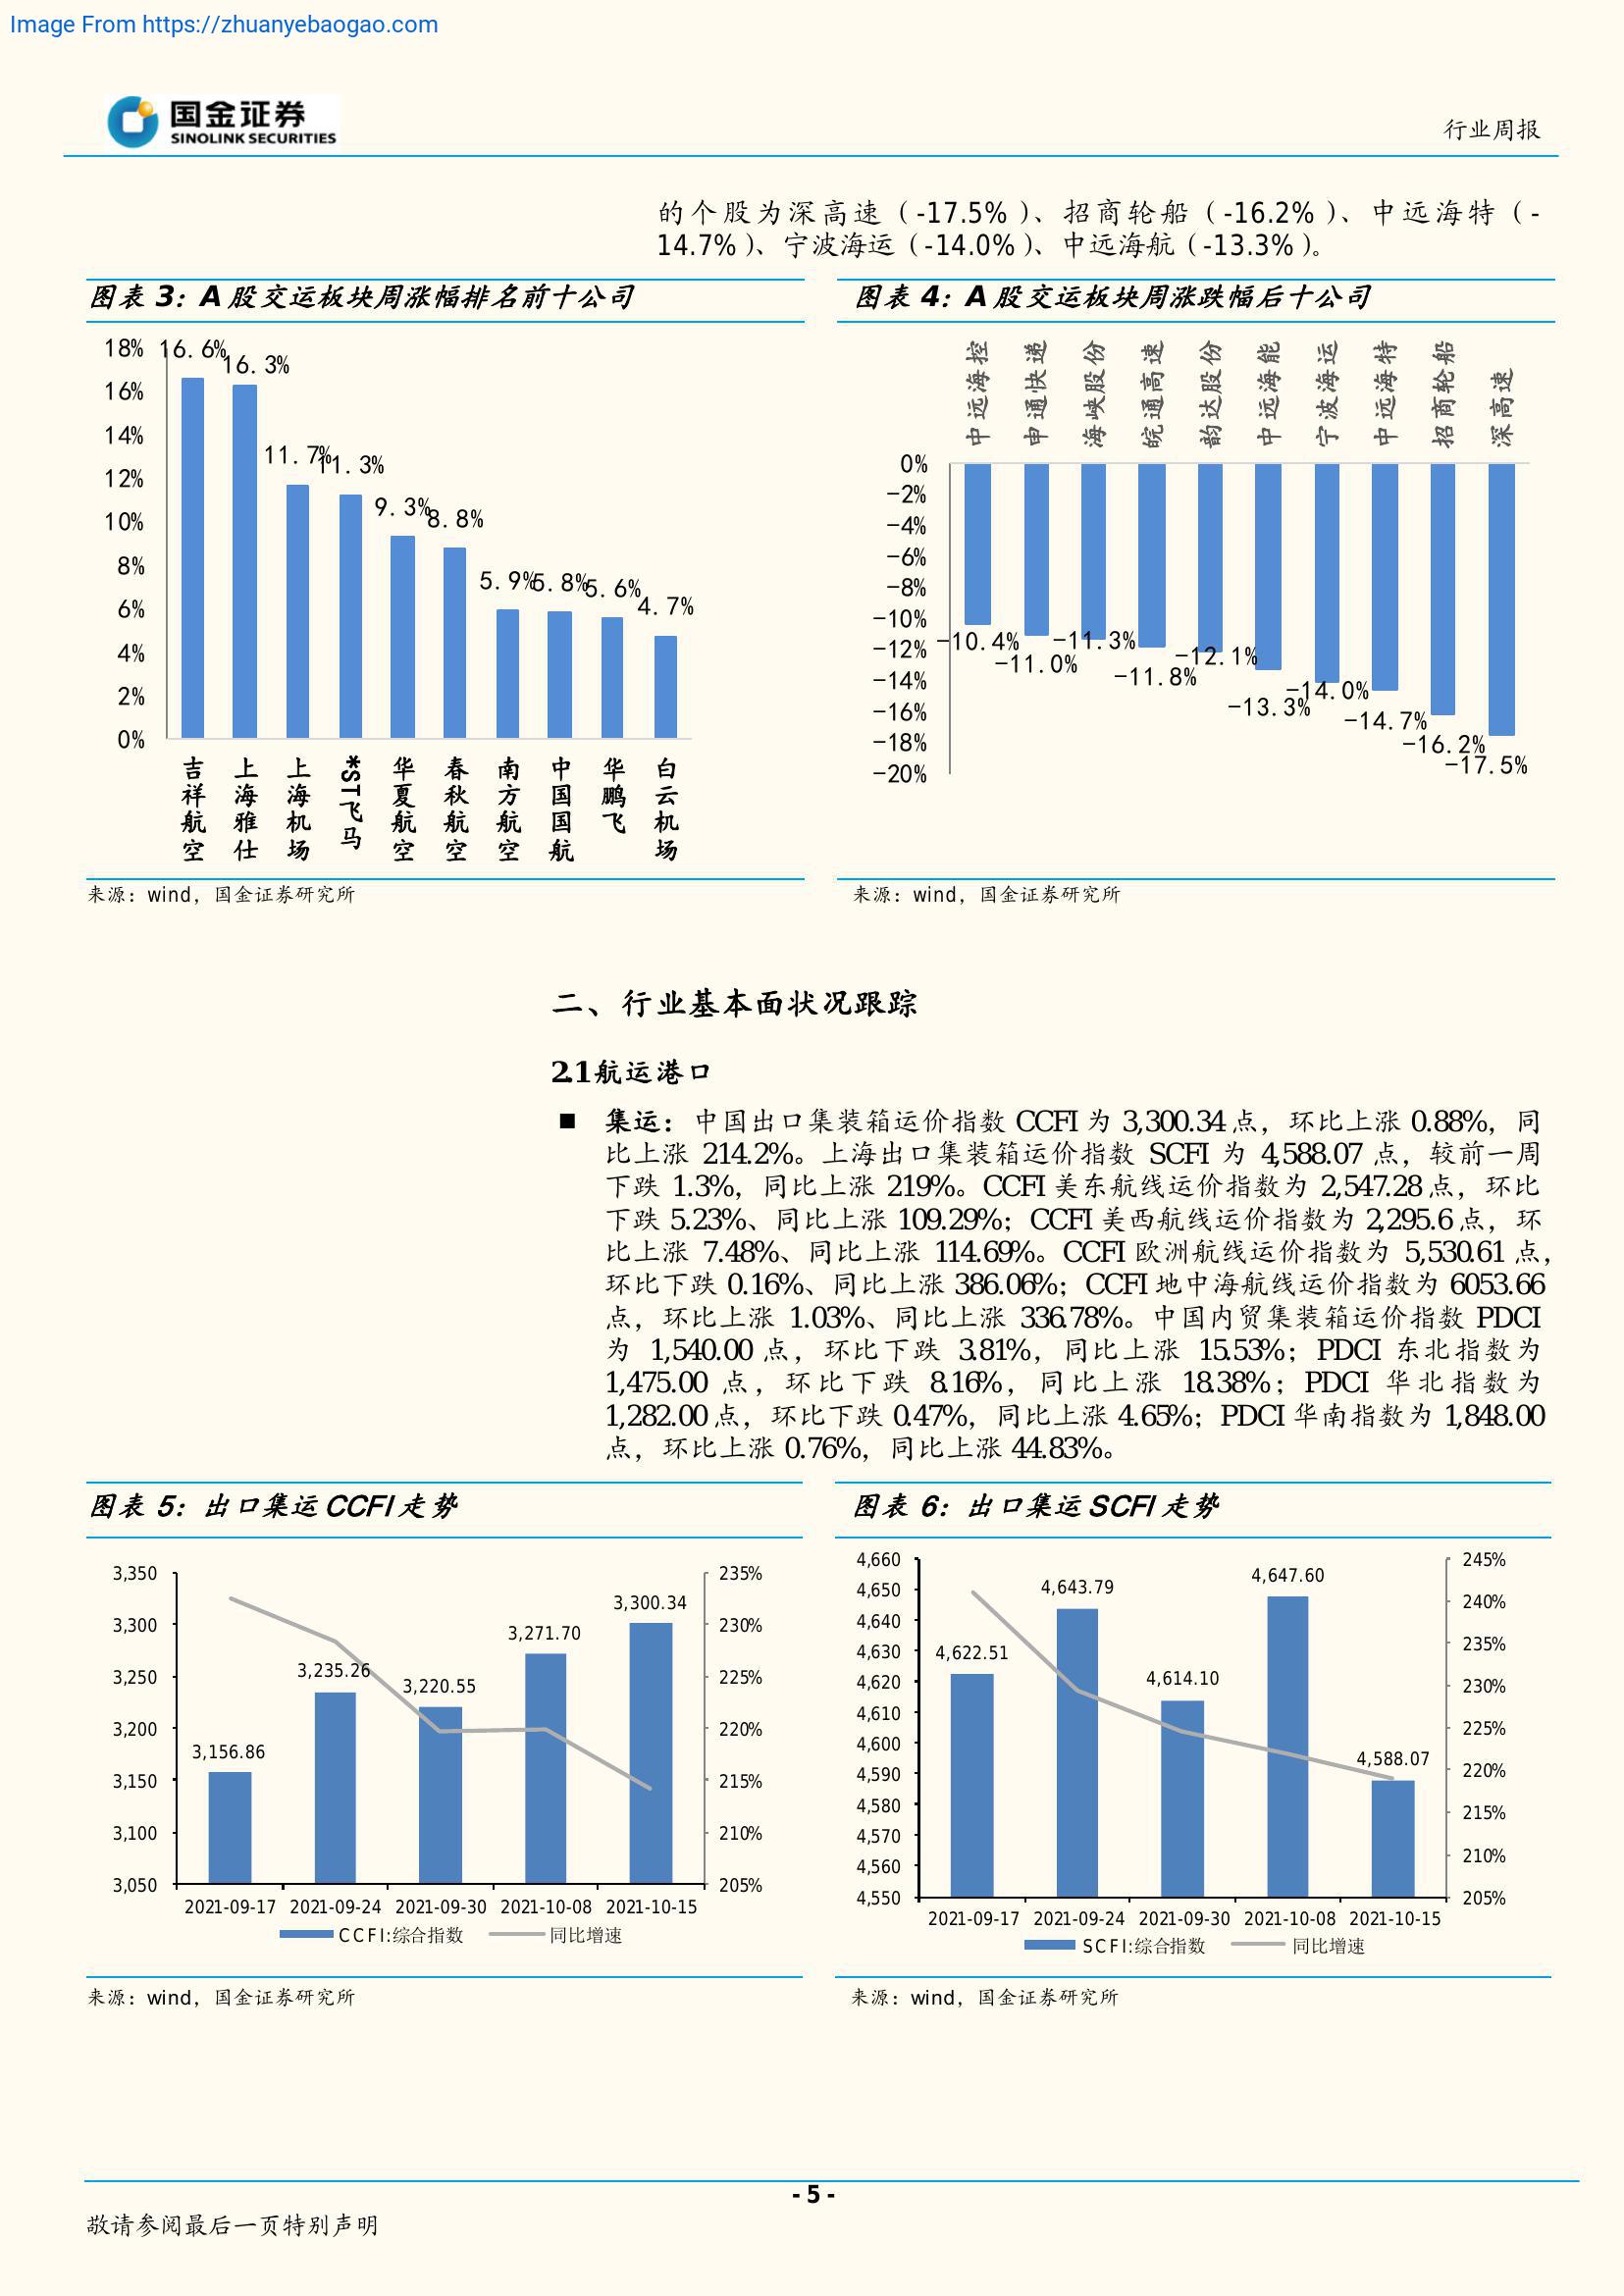 Image From https://zhuanyebaogao.com
国金证券
SINOLINK SECURITIES
行业周报
的个股为深高速（-17.5%）、招商轮船（-16.2%）、中远海特（-
14.7%）、宁波海运（-14.0%）、中远海航（-13.3%）。
图表 3：A 股交运板块周涨幅排名前十公司
18%
16%
14%
12%
10%
8%
6%
4%
2%
0%
16.6%
16.3%
11.7%
11.3%
9.3%
8.8%
5.9%
5.8%
5.6%
4.7%
吉祥航空
上海雅仕
上海机场
*ST飞马
华夏航空
春秋航空
南方航空
中国国航
华鹏飞
白云机场
来源：wind，国金证券研究所
图表 4：A 股交运板块周涨跌幅后十公司
中远海控
申通快递
海峡股份
皖通高速
韵达股份
中远海能
宁波海运
中远海特
招商轮船
深高速
0%
-2%
-4%
-6%
-8%
-10%
-12%
-14%
-16%
-18%
-20%
-10.4%
-11.0%
-11.3%
-11.8%
-12.1%
-13.3%
-14.0%
-14.7%
-16.2%
-17.5%
来源：wind，国金证券研究所
二、行业基本面状况跟踪
2.1航运港口
■ 集运：中国出口集装箱运价指数 CCFI 为 3,300.34 点，环比上涨 0.88%，同
比上涨 214.2%。上海出口集装箱运价指数 SCFI 为 4,588.07 点，较前一周
下跌 1.3%，同比上涨 219%。CCFI 美东航线运价指数为 2,547.28 点，环比
下跌 5.23%、同比上涨 109.29%；CCFI 美西航线运价指数为 2,295.6 点，环
比上涨 7.48%、同比上涨 114.69%。CCFI 欧洲航线运价指数为 5,530.61 点，
环比下跌 0.16%、同比上涨 386.06%；CCFI 地中海航线运价指数为 6053.66
点，环比上涨 1.03%、同比上涨 336.78%。中国内贸集装箱运价指数 PDCI
为 1,540.00 点，环比下跌 3.81%，同比上涨 15.53%；PDCI 东北指数为
1,475.00 点，环比下跌 8.16%，同比上涨 18.38%；PDCI 华北指数为
1,282.00 点，环比下跌 0.47%，同比上涨 4.65%；PDCI 华南指数为 1,848.00
点，环比上涨 0.76%，同比上涨 44.83%。
图表 5：出口集运 CCFI 走势
3,350
3,300
3,250
3,200
3,150
3,100
3,050
3,156.86
3,235.26
3,220.55
3,271.70
3,300.34
235%
230%
225%
220%
215%
210%
205%
2021-09-17
2021-09-24
2021-09-30
2021-10-08
2021-10-15
CCFI:综合指数
同比增速
来源：wind，国金证券研究所
图表 6：出口集运 SCFI 走势
4,660
4,650
4,640
4,630
4,620
4,610
4,600
4,590
4,580
4,570
4,560
4,550
4,622.51
4,643.79
4,614.10
4,647.60
4,588.07
245%
240%
235%
230%
225%
220%
215%
210%
205%
2021-09-17
2021-09-24
2021-09-30
2021-10-08
2021-10-15
SCFI:综合指数
同比增速
来源：wind，国金证券研究所
- 5 -
敬请参阅最后一页特别声明